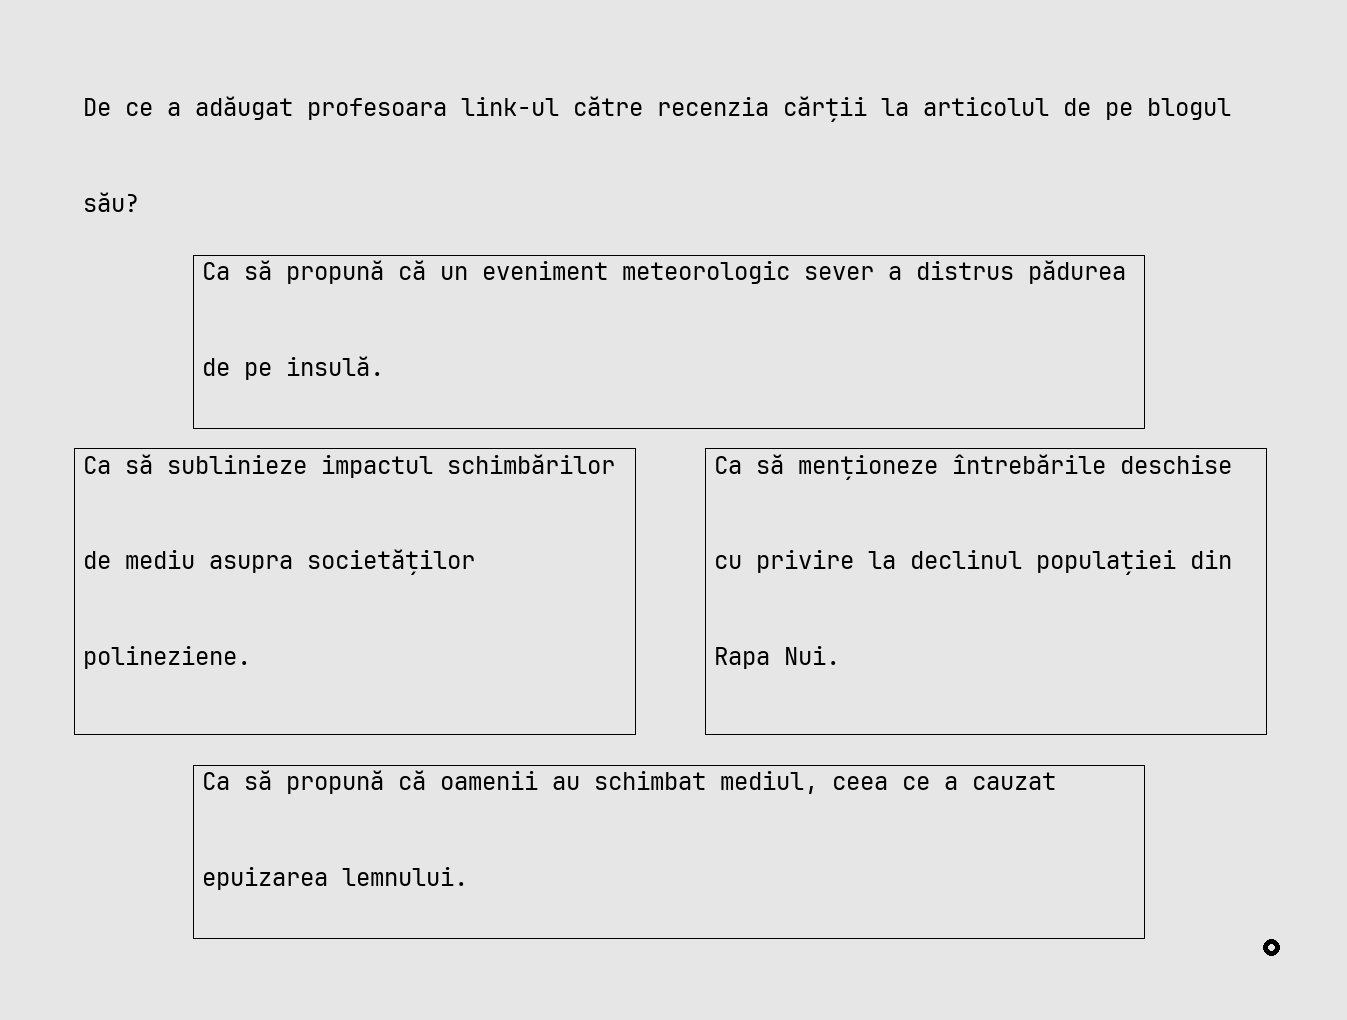 De ce a adăugat profesoara link-ul către recenzia cărții la articolul de pe blogul
său?
Ca să propună că un eveniment meteorologic sever a distrus pădurea
de pe insulă.
Ca să sublinieze impactul schimbărilor
de mediu asupra societăților
polineziene.
Ca să menționeze întrebările deschise
cu privire la declinul populației din
Rapa Nui.
Ca să propună că oamenii au schimbat mediul, ceea ce a cauzat
epuizarea lemnului.